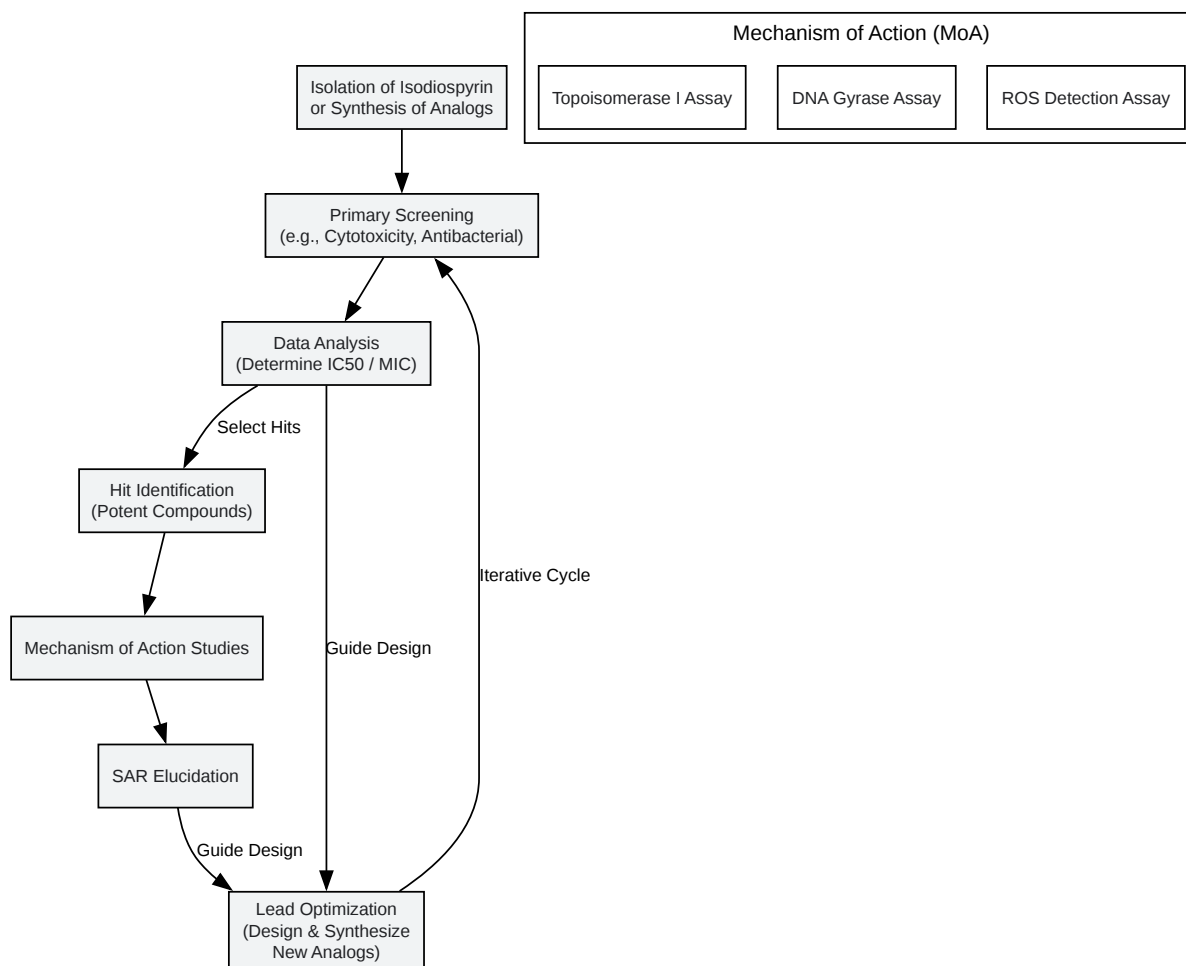 Mechanism of Action (MoA)
Isolation of Isodiospyrin
or Synthesis of Analogs
Topoisomerase I Assay
DNA Gyrase Assay
ROS Detection Assay
Primary Screening
(e.g., Cytotoxicity, Antibacterial)
Data Analysis
(Determine IC50 / MIC)
Select Hits
Hit Identification
(Potent Compounds)
Iterative Cycle
Mechanism of Action Studies
Guide Design
SAR Elucidation
Guide Design
Lead Optimization
(Design & Synthesize
New Analogs)